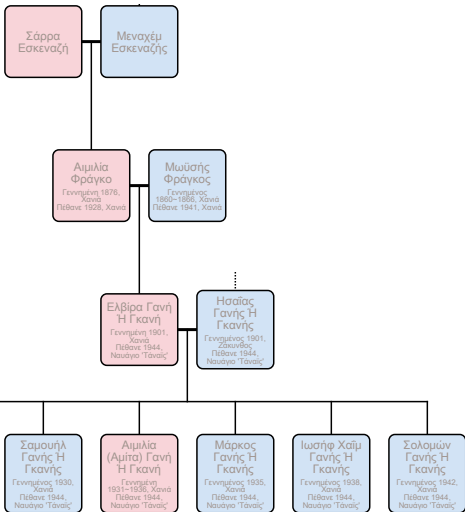 Σάρρα
Εσκεναζή
Μεναχέμ
Εσκεναζής
Αιμιλία
Φράγκο
Γεννημένη 1876,
Χανιά
Πέθανε 1928, Χανιά
Μωϋσής
Φράγκος
Γεννημένος
1860~1866, Χανιά
Πέθανε 1941, Χανιά
Ελβίρα Γανή
Ή Γκανή
Γεννημένη 1901,
Χανιά
Πέθανε 1944,
Ναυάγιο 'Τάναϊς'
Ησαΐας
Γανής Ή
Γκανής
Γεννημένος 1901,
Ζάκυνθος
Πέθανε 1944,
Ναυάγιο 'Τάναϊς'
Σαμουήλ
Γανής Ή
Γκανής
Γεννημένος 1930,
Χανιά
Πέθανε 1944,
Ναυάγιο 'Τάναϊς'
Αιμιλία
(Αμίτα) Γανή
Ή Γκανή
Γεννημένη
1931~1936, Χανιά
Πέθανε 1944,
Ναυάγιο 'Τάναϊς'
Μάρκος
Γανής Ή
Γκανής
Γεννημένος 1935,
Χανιά
Πέθανε 1944,
Ναυάγιο 'Τάναϊς'
Ιωσήφ Χαΐμ
Γανής Ή
Γκανής
Γεννημένος 1938,
Χανιά
Πέθανε 1944,
Ναυάγιο 'Τάναϊς'
Σολομών
Γανής Ή
Γκανής
Γεννημένος 1942,
Χανιά
Πέθανε 1944,
Ναυάγιο 'Τάναϊς'